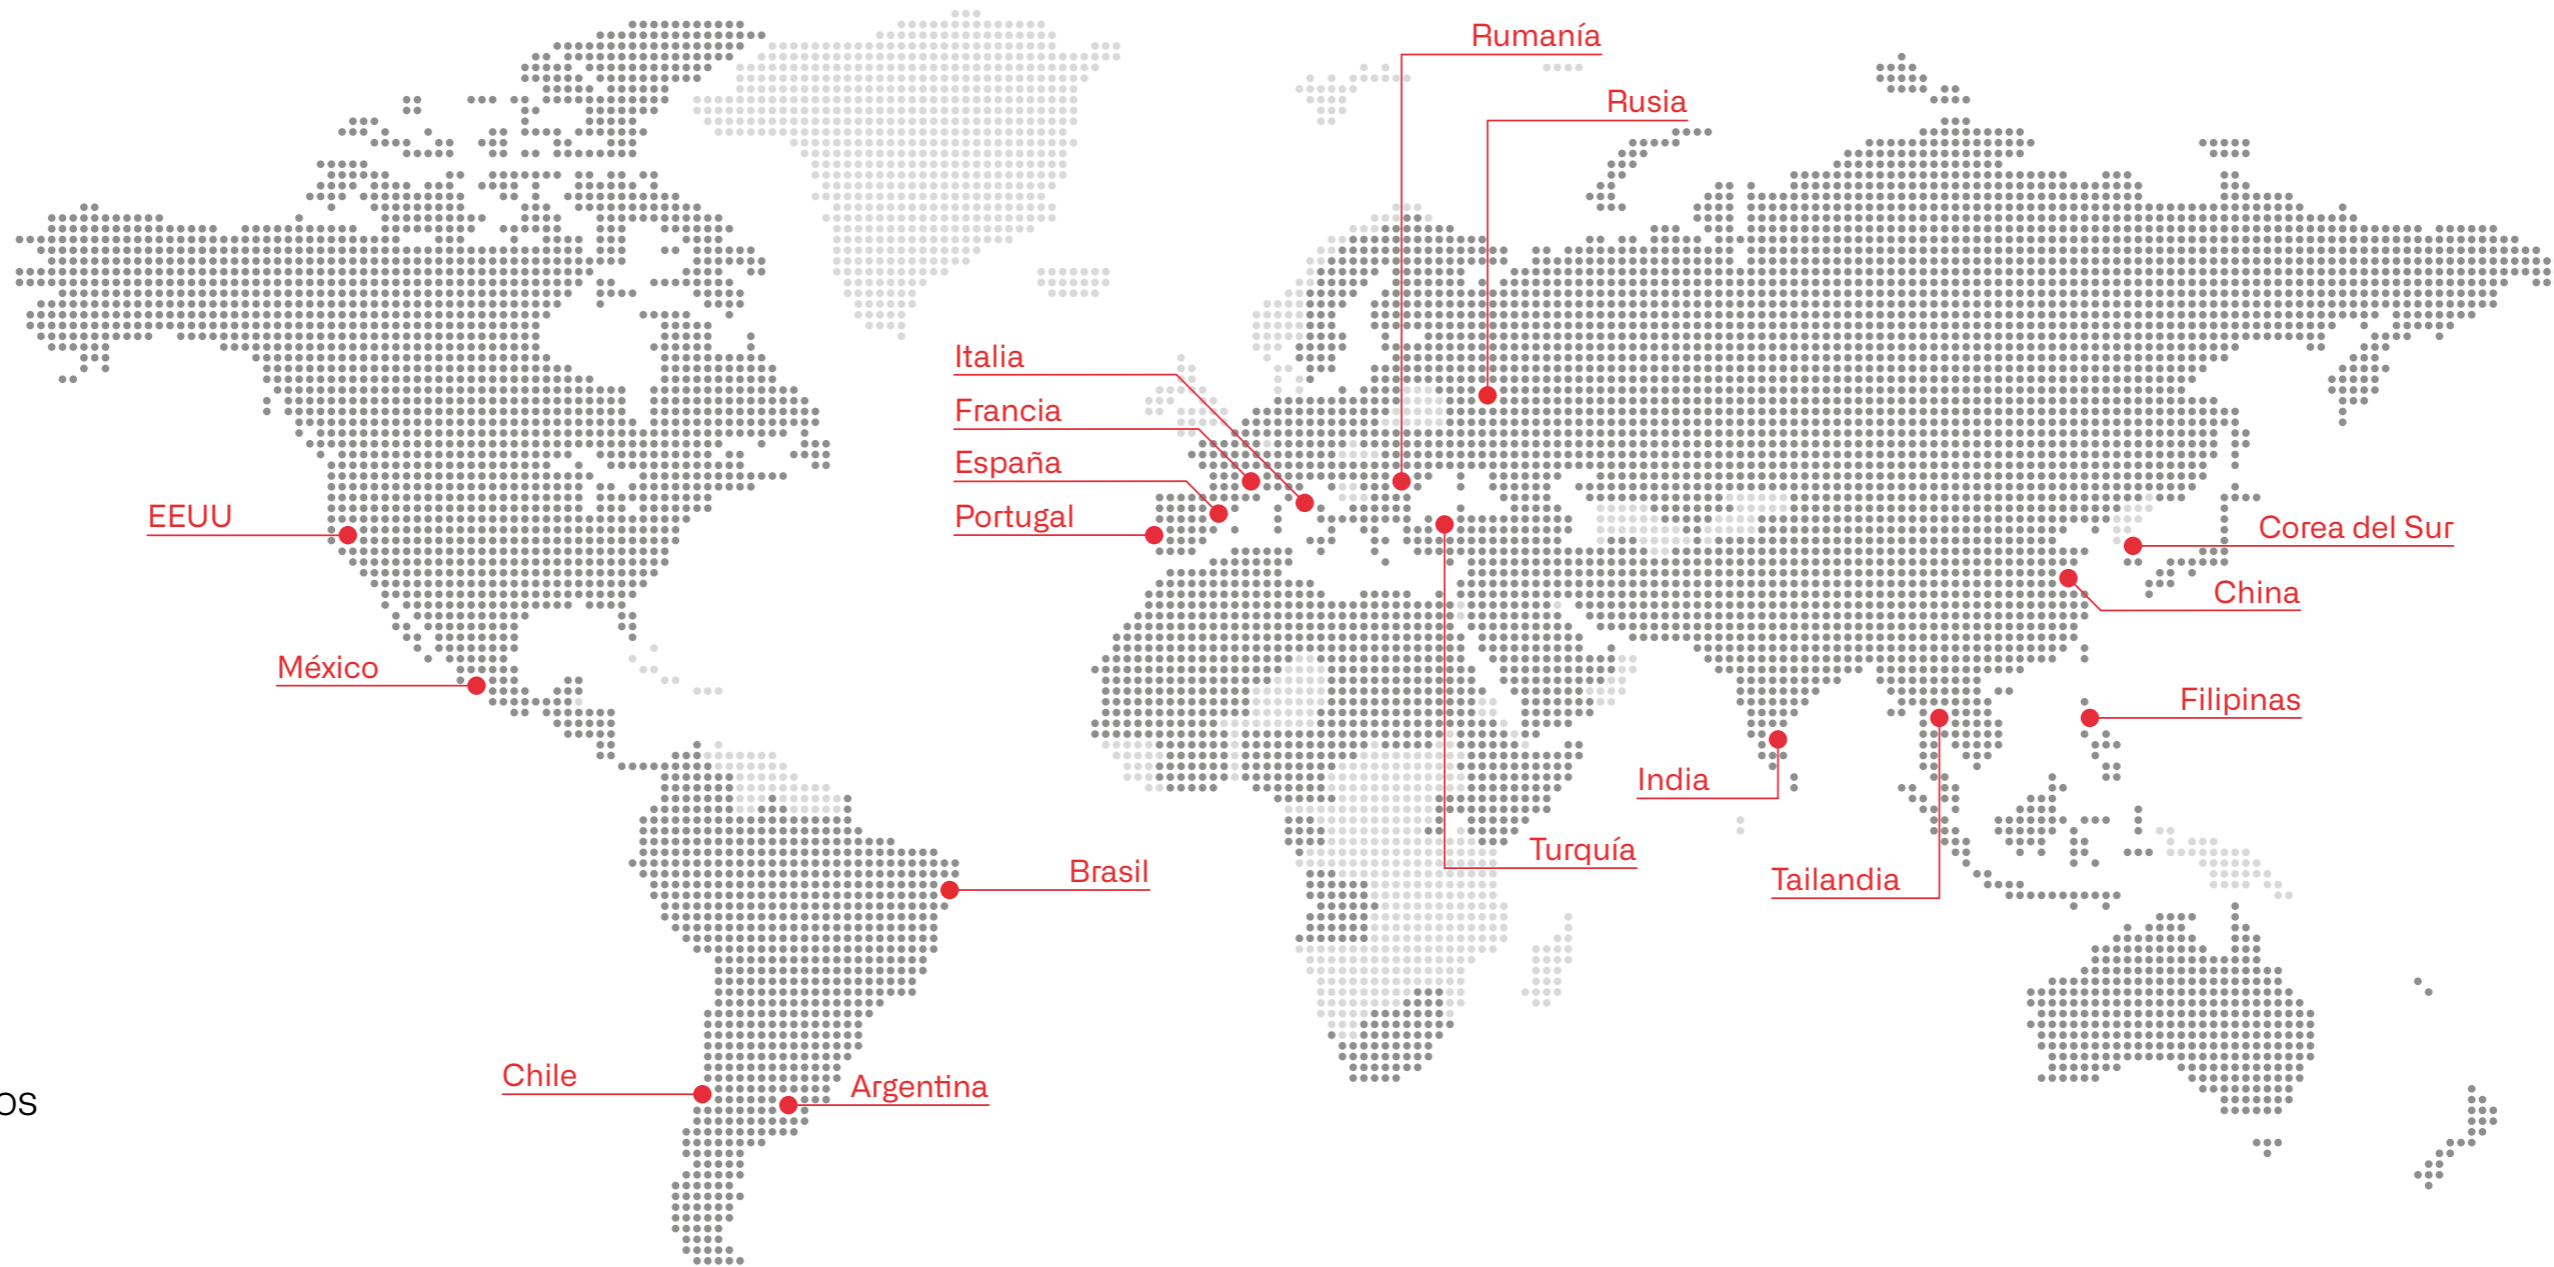 Rumanía
Rusia
Italia
Francia
España
Portugal
EEUU
Corea del Sur
China
México
Filipinas
India
Turquía
Tailandia
Brasil
Chile
Argentina